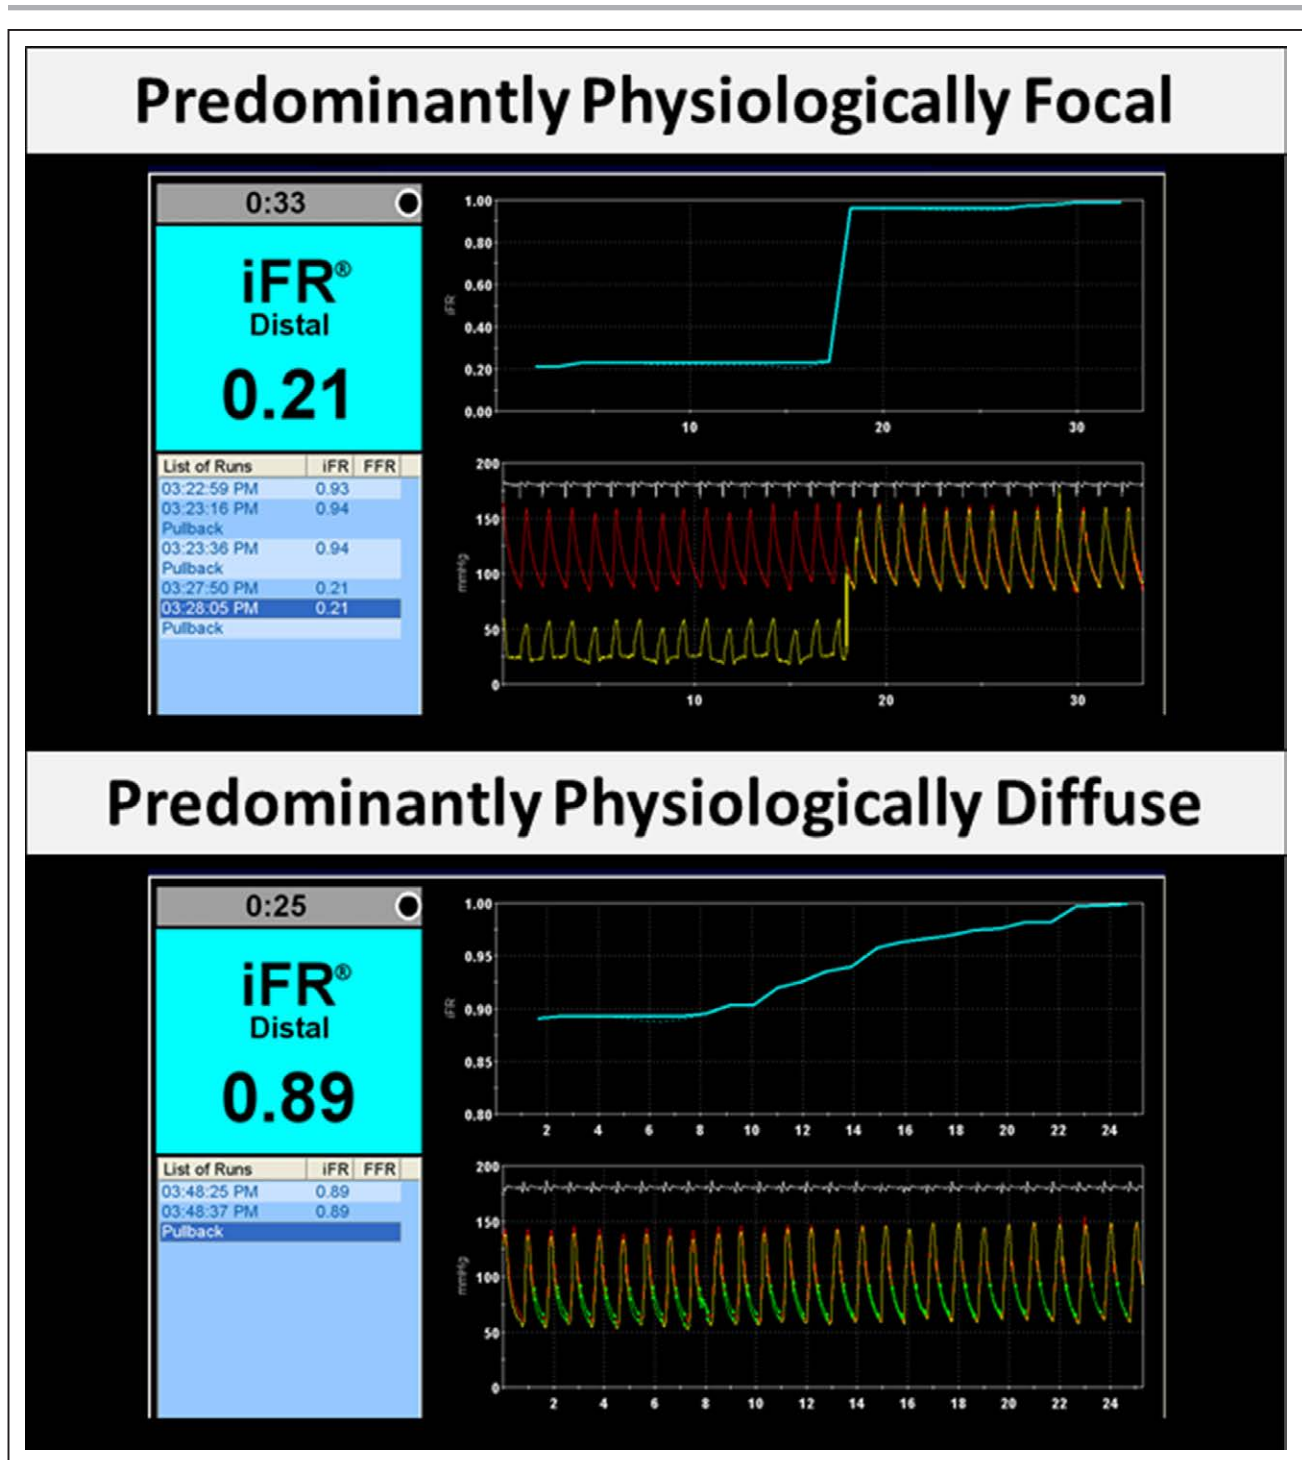 Predominantly Physiologically Focal
0:33
iFR®
Distal
0.21
List of Runs iFR FFR
03:22:59 PM 0.93
03:23:16 PM 0.94
Pullback
03:23:36 PM 0.94
Pullback
03:27:50 PM 0.21
03:28:05 PM 0.21
Pullback
1.00
0.80
0.60
0.40
0.20
0.00
iFR
10 20 30
200
150
100
50
0
mmHg
10 20 30
Predominantly Physiologically Diffuse
0:25
iFR®
Distal
0.89
List of Runs iFR FFR
03:48:25 PM 0.89
03:48:37 PM 0.89
Pullback
1.00
0.95
0.90
0.85
0.80
iFR
2 4 6 8 10 12 14 16 18 20 22 24
200
150
100
50
0
mmHg
2 4 6 8 10 12 14 16 18 20 22 24